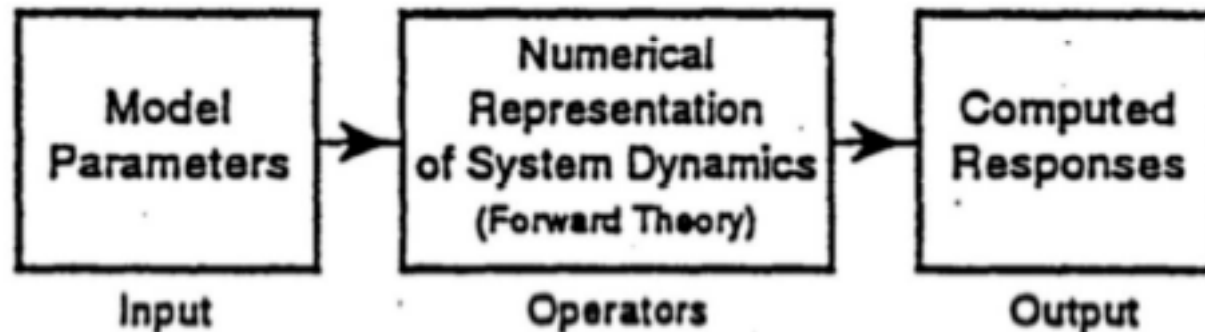 Model
Parameters
Numerical
Representation
of System Dynamics
(Forward Theory)
Computed
Responses
Input
Operators
Output